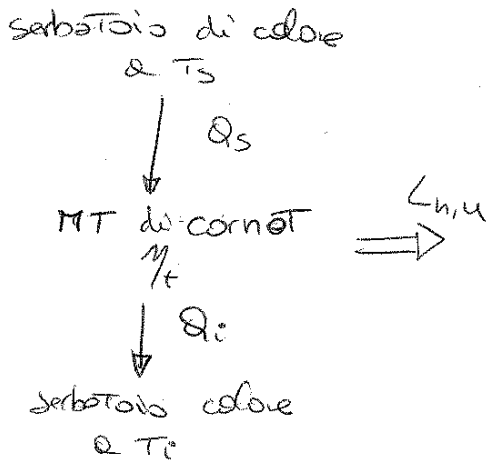 serbatoio di calore
a Ts
Qs
MT di carnot
Ln,u
ηt
Qi
serbatoio calore
a Ti